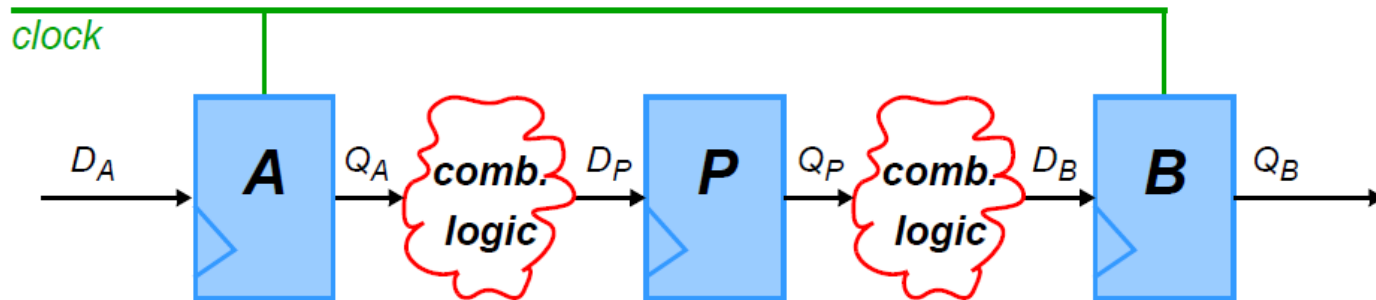 clock
D_A
A
Q_A
comb.
logic
D_P
P
Q_P
comb.
logic
D_B
B
Q_B